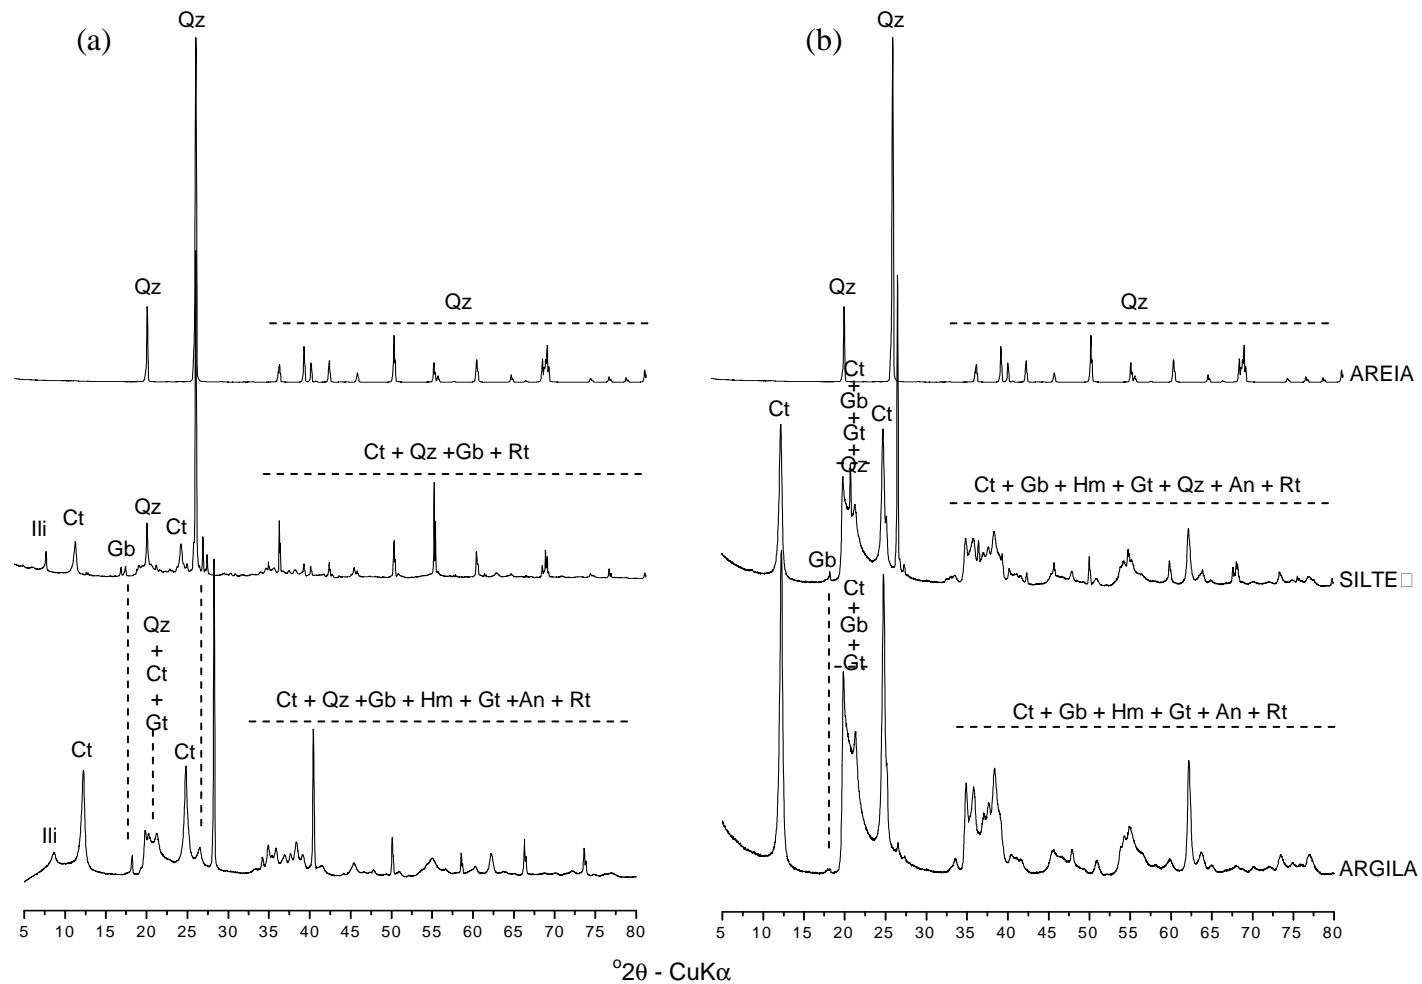 (a)
Qz
Qz
Qz
Ct + Qz +Gb + Rt
Ili
Ct
Gb
Qz
Ct
Qz
+
Ct
+
Gt
Ct + Qz +Gb + Hm + Gt +An + Rt
Ili
Ct
Ct
5 10 20 25 30 35 35 40 45 50 55 55 60 65 70 75 80
(b)
Qz
Qz
Qz
AREIA
Ct
Ct
+
Gb
+
Gt
+
Qz
Ct
Ct + Gb + Hm + Gt + Qz + An + Rt
Gb
SILTE□
Ct
+
Gb
+
Gt
Ct + Gb + Hm + Gt + An + Rt
ARGILA
5 10 15 20 25 30 35 40 45 50 55 60 65 70 75 80
°2θ - CuKα